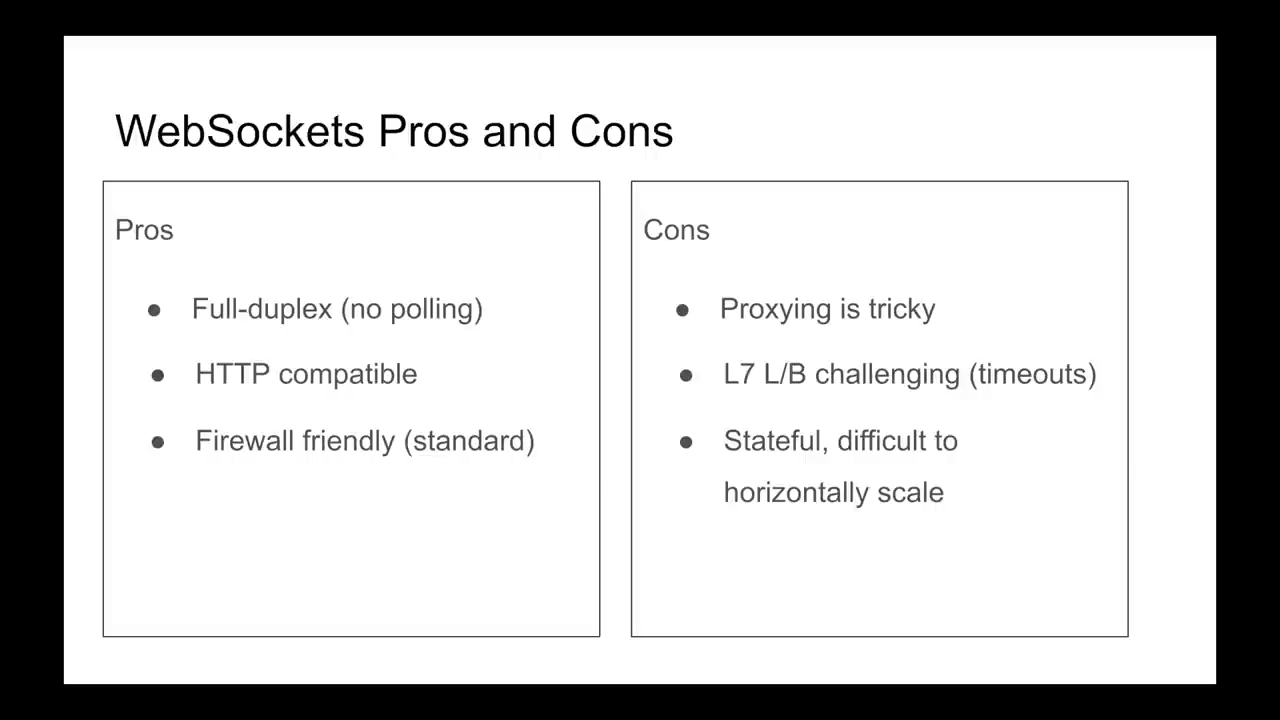 WebSockets Pros and Cons
Pros
● Full-duplex (no polling)
● HTTP compatible
● Firewall friendly (standard)
Cons
● Proxying is tricky
● L7 L/B challenging (timeouts)
● Stateful, difficult to
horizontally scale